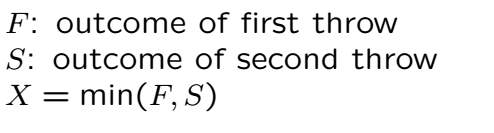 F: outcome of first throw
S: outcome of second throw
X = min(F, S)